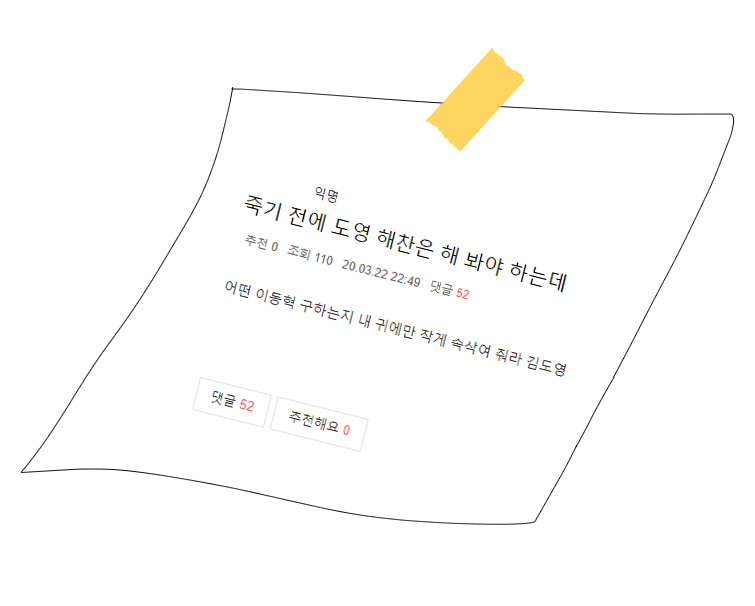 익명
죽기 전에 도영 해찬은 해 봐야 하는데
추천 0 조회 110 20.03.22 22:49 댓글 52
어떤 이동혁 구하는지 내 귀에만 작게 속삭여 줘라 김도영
댓글 52 추천해요 0